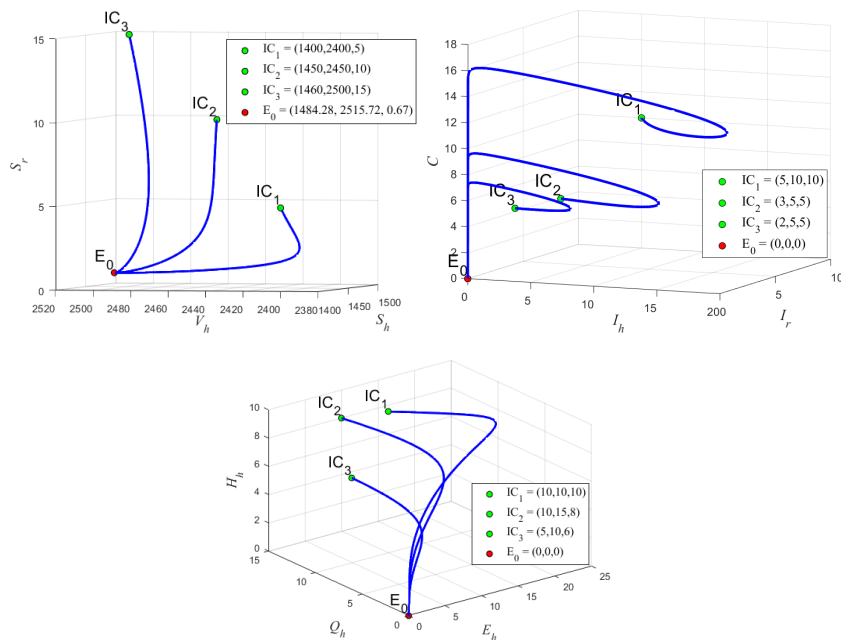 IC3
15
IC1 = (1400,2400,5)
IC2 = (1450,2450,10)
IC3 = (1460,2500,15)
E0 = (1484.28, 2515.72, 0.67)
IC2
10
Sr
IC1
5
E0
0
2520
2500
2480
2460
2440
2420
2400
2380
1400
1450
1500
Vh
Sh
18
16
14
12
10
8
6
4
2
0
C
IC1
IC2
IC3
IC1 = (5,10,10)
IC2 = (3,5,5)
IC3 = (2,5,5)
E0 = (0,0,0)
E0
0
5
10
15
20
0
5
10
Ih
Ir
10
8
6
4
2
0
Hh
IC2
IC1
IC3
IC1 = (10,10,10)
IC2 = (10,15,8)
IC3 = (5,10,6)
E0 = (0,0,0)
E0
15
10
5
0
0
5
10
15
20
25
Qh
Eh